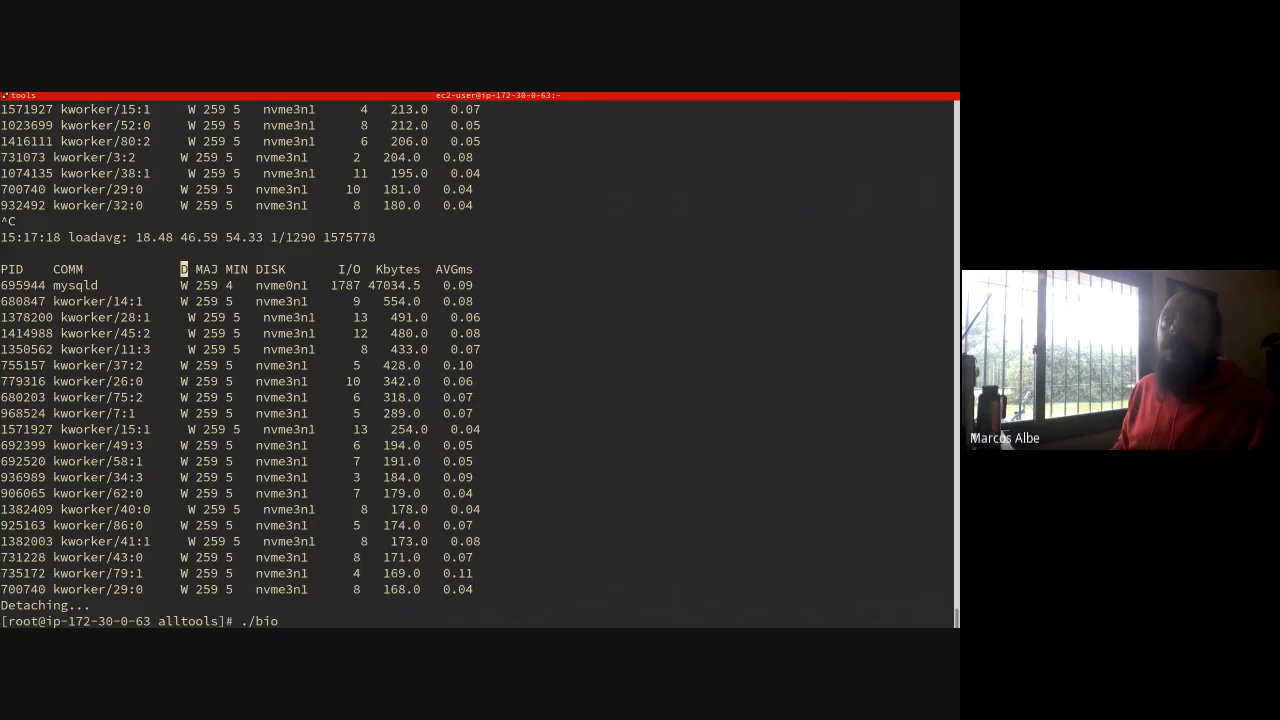 tools
ec2-user@ip-172-30-0-63:~
1571927 kworker/15:1 W 259 5 nvme3n1 4 213.0 0.07
1023699 kworker/52:0 W 259 5 nvme3n1 8 212.0 0.05
1416111 kworker/80:2 W 259 5 nvme3n1 6 206.0 0.05
731073 kworker/3:2 W 259 5 nvme3n1 2 204.0 0.08
1074135 kworker/38:1 W 259 5 nvme3n1 11 195.0 0.04
700740 kworker/29:0 W 259 5 nvme3n1 10 181.0 0.04
932492 kworker/32:0 W 259 5 nvme3n1 8 180.0 0.04
^C
15:17:18 loadavg: 18.48 46.59 54.33 1/1290 1575778
PID COMM D MAJ MIN DISK I/O Kbytes AVGms
695944 mysqld W 259 4 nvme0n1 1787 47034.5 0.09
680847 kworker/14:1 W 259 5 nvme3n1 9 554.0 0.08
1378200 kworker/28:1 W 259 5 nvme3n1 13 491.0 0.06
1414988 kworker/45:2 W 259 5 nvme3n1 12 480.0 0.08
1350562 kworker/11:3 W 259 5 nvme3n1 8 433.0 0.07
755157 kworker/37:2 W 259 5 nvme3n1 5 428.0 0.10
779316 kworker/26:0 W 259 5 nvme3n1 10 342.0 0.06
680203 kworker/75:2 W 259 5 nvme3n1 6 318.0 0.07
968524 kworker/7:1 W 259 5 nvme3n1 5 289.0 0.07
1571927 kworker/15:1 W 259 5 nvme3n1 13 254.0 0.04
692399 kworker/49:3 W 259 5 nvme3n1 6 194.0 0.05
692520 kworker/58:1 W 259 5 nvme3n1 7 191.0 0.05
936989 kworker/34:3 W 259 5 nvme3n1 3 184.0 0.09
906065 kworker/62:0 W 259 5 nvme3n1 7 179.0 0.04
1382409 kworker/40:0 W 259 5 nvme3n1 8 178.0 0.04
925163 kworker/86:0 W 259 5 nvme3n1 5 174.0 0.07
1382003 kworker/41:1 W 259 5 nvme3n1 8 173.0 0.08
731228 kworker/43:0 W 259 5 nvme3n1 8 171.0 0.07
735172 kworker/79:1 W 259 5 nvme3n1 4 169.0 0.11
700740 kworker/29:0 W 259 5 nvme3n1 8 168.0 0.04
Detaching...
[root@ip-172-30-0-63 alltools]# ./bio
Marcos Albe